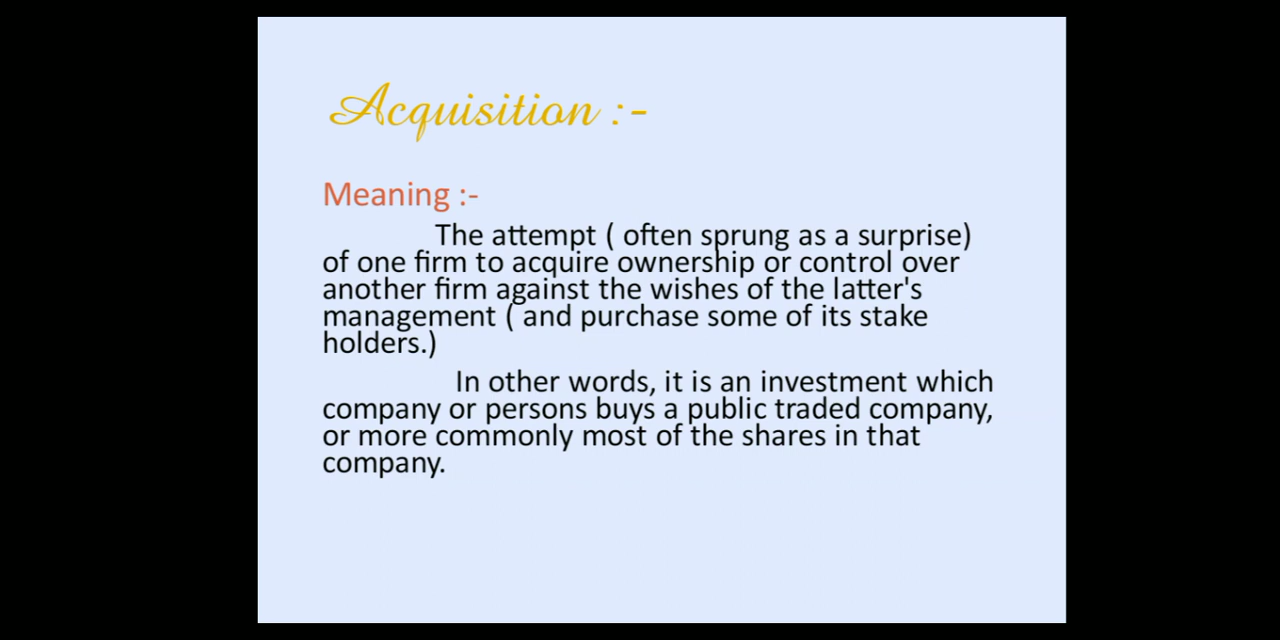 Acquisition :-
Meaning :-
The attempt ( often sprung as a surprise)
of one firm to acquire ownership or control over
another firm against the wishes of the latter's
management ( and purchase some of its stake
holders.)
In other words, it is an investment which
company or persons buys a public traded company,
or more commonly most of the shares in that
company.